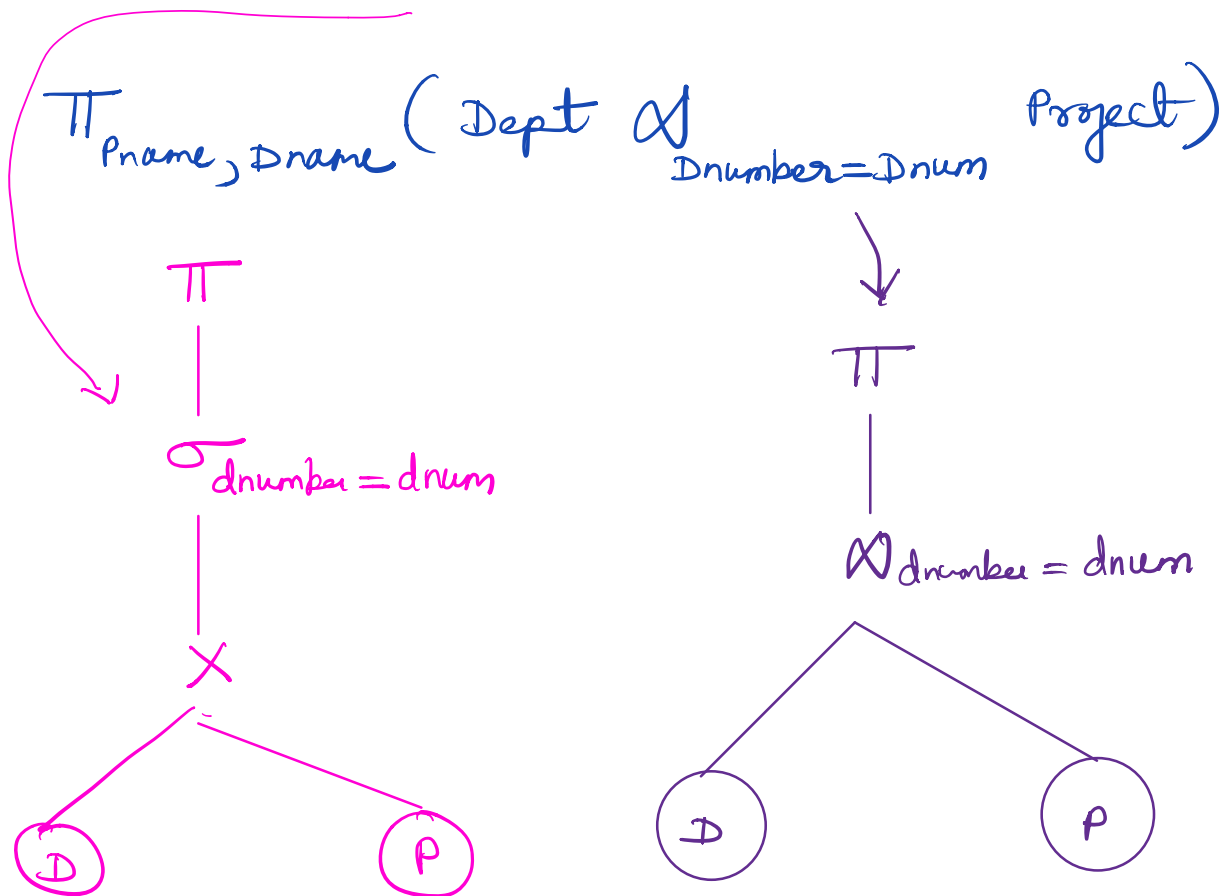 π Pname, Dname ( Dept ⋈ Dnumber=Dnum Project )
π
π
σ dnumber = dnum
⋈ dnumber = dnum
X
D P
D P